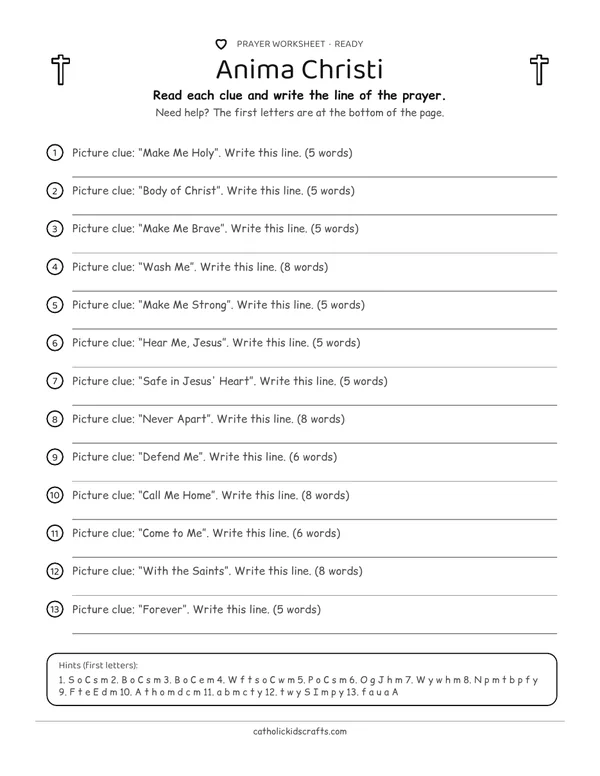 PRAYER WORKSHEET · READY
Anima Christi
Read each clue and write the line of the prayer.
Need help? The first letters are at the bottom of the page.
1 Picture clue: "Make Me Holy". Write this line. (5 words)
2 Picture clue: "Body of Christ". Write this line. (5 words)
3 Picture clue: "Make Me Brave". Write this line. (5 words)
4 Picture clue: "Wash Me". Write this line. (8 words)
5 Picture clue: "Make Me Strong". Write this line. (5 words)
6 Picture clue: "Hear Me, Jesus". Write this line. (5 words)
7 Picture clue: "Safe in Jesus' Heart". Write this line. (5 words)
8 Picture clue: "Never Apart". Write this line. (8 words)
9 Picture clue: "Defend Me". Write this line. (6 words)
10 Picture clue: "Call Me Home". Write this line. (8 words)
11 Picture clue: "Come to Me". Write this line. (6 words)
12 Picture clue: "With the Saints". Write this line. (8 words)
13 Picture clue: "Forever". Write this line. (5 words)
Hints (first letters):
1. S o C s m 2. B o C s m 3. B o C e m 4. W f t s o C w m 5. P o C s m 6. O g J h m 7. W y w h m 8. N p m t b p f y
9. F t e E d m 10. A t h o m d c m 11. a b m c t y 12. t w y S I m p y 13. f a u a A
catholickidscrafts.com